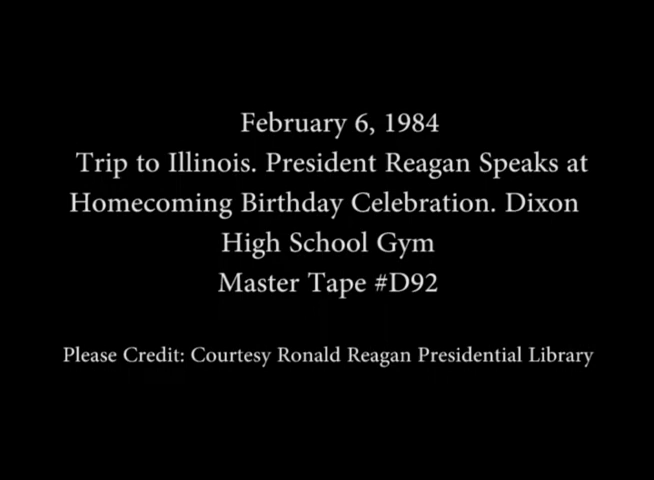 February 6, 1984
Trip to Illinois. President Reagan Speaks at
Homecoming Birthday Celebration. Dixon
High School Gym
Master Tape #D92
Please Credit: Courtesy Ronald Reagan Presidential Library